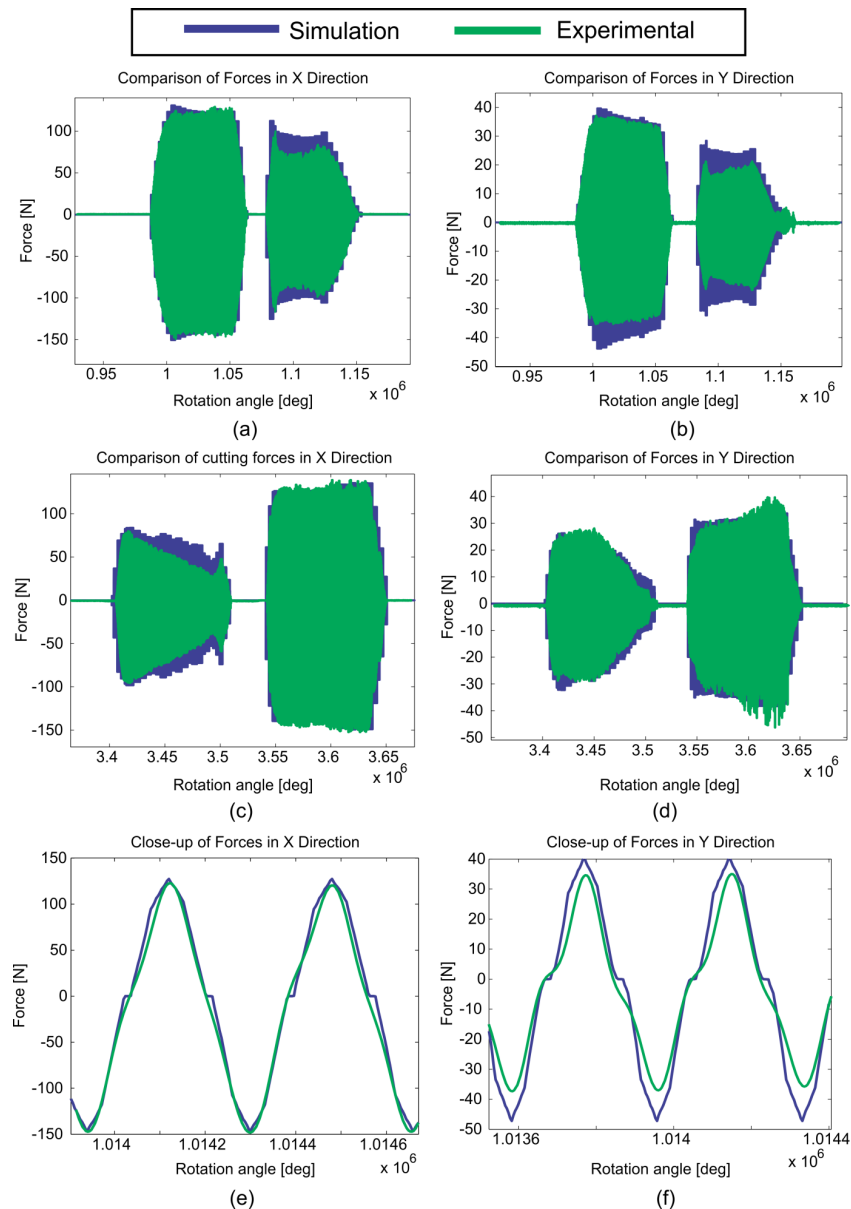 Simulation Experimental
Comparison of Forces in X Direction
Force [N]
100
50
0
-50
-100
-150
0.95 1 1.05 1.1 1.15
x 10^6
Rotation angle [deg]
(a)
Comparison of Forces in Y Direction
Force [N]
40
30
20
10
0
-10
-20
-30
-40
-50
0.95 1 1.05 1.1 1.15
x 10^6
Rotation angle [deg]
(b)
Comparison of cutting forces in X Direction
Force [N]
100
50
0
-50
-100
-150
3.4 3.45 3.5 3.55 3.6 3.65
x 10^6
Rotation angle [deg]
(c)
Comparison of Forces in Y Direction
Force [N]
40
30
20
10
0
-10
-20
-30
-40
-50
3.4 3.45 3.5 3.55 3.6 3.65
x 10^6
Rotation angle [deg]
(d)
Close-up of Forces in X Direction
Force [N]
150
100
50
0
-50
-100
-150
1.014 1.0142 1.0144 1.0146
x 10^6
Rotation angle [deg]
(e)
Close-up of Forces in Y Direction
Force [N]
40
30
20
10
0
-10
-20
-30
-40
-50
1.0136 1.014 1.0144
x 10^6
Rotation angle [deg]
(f)